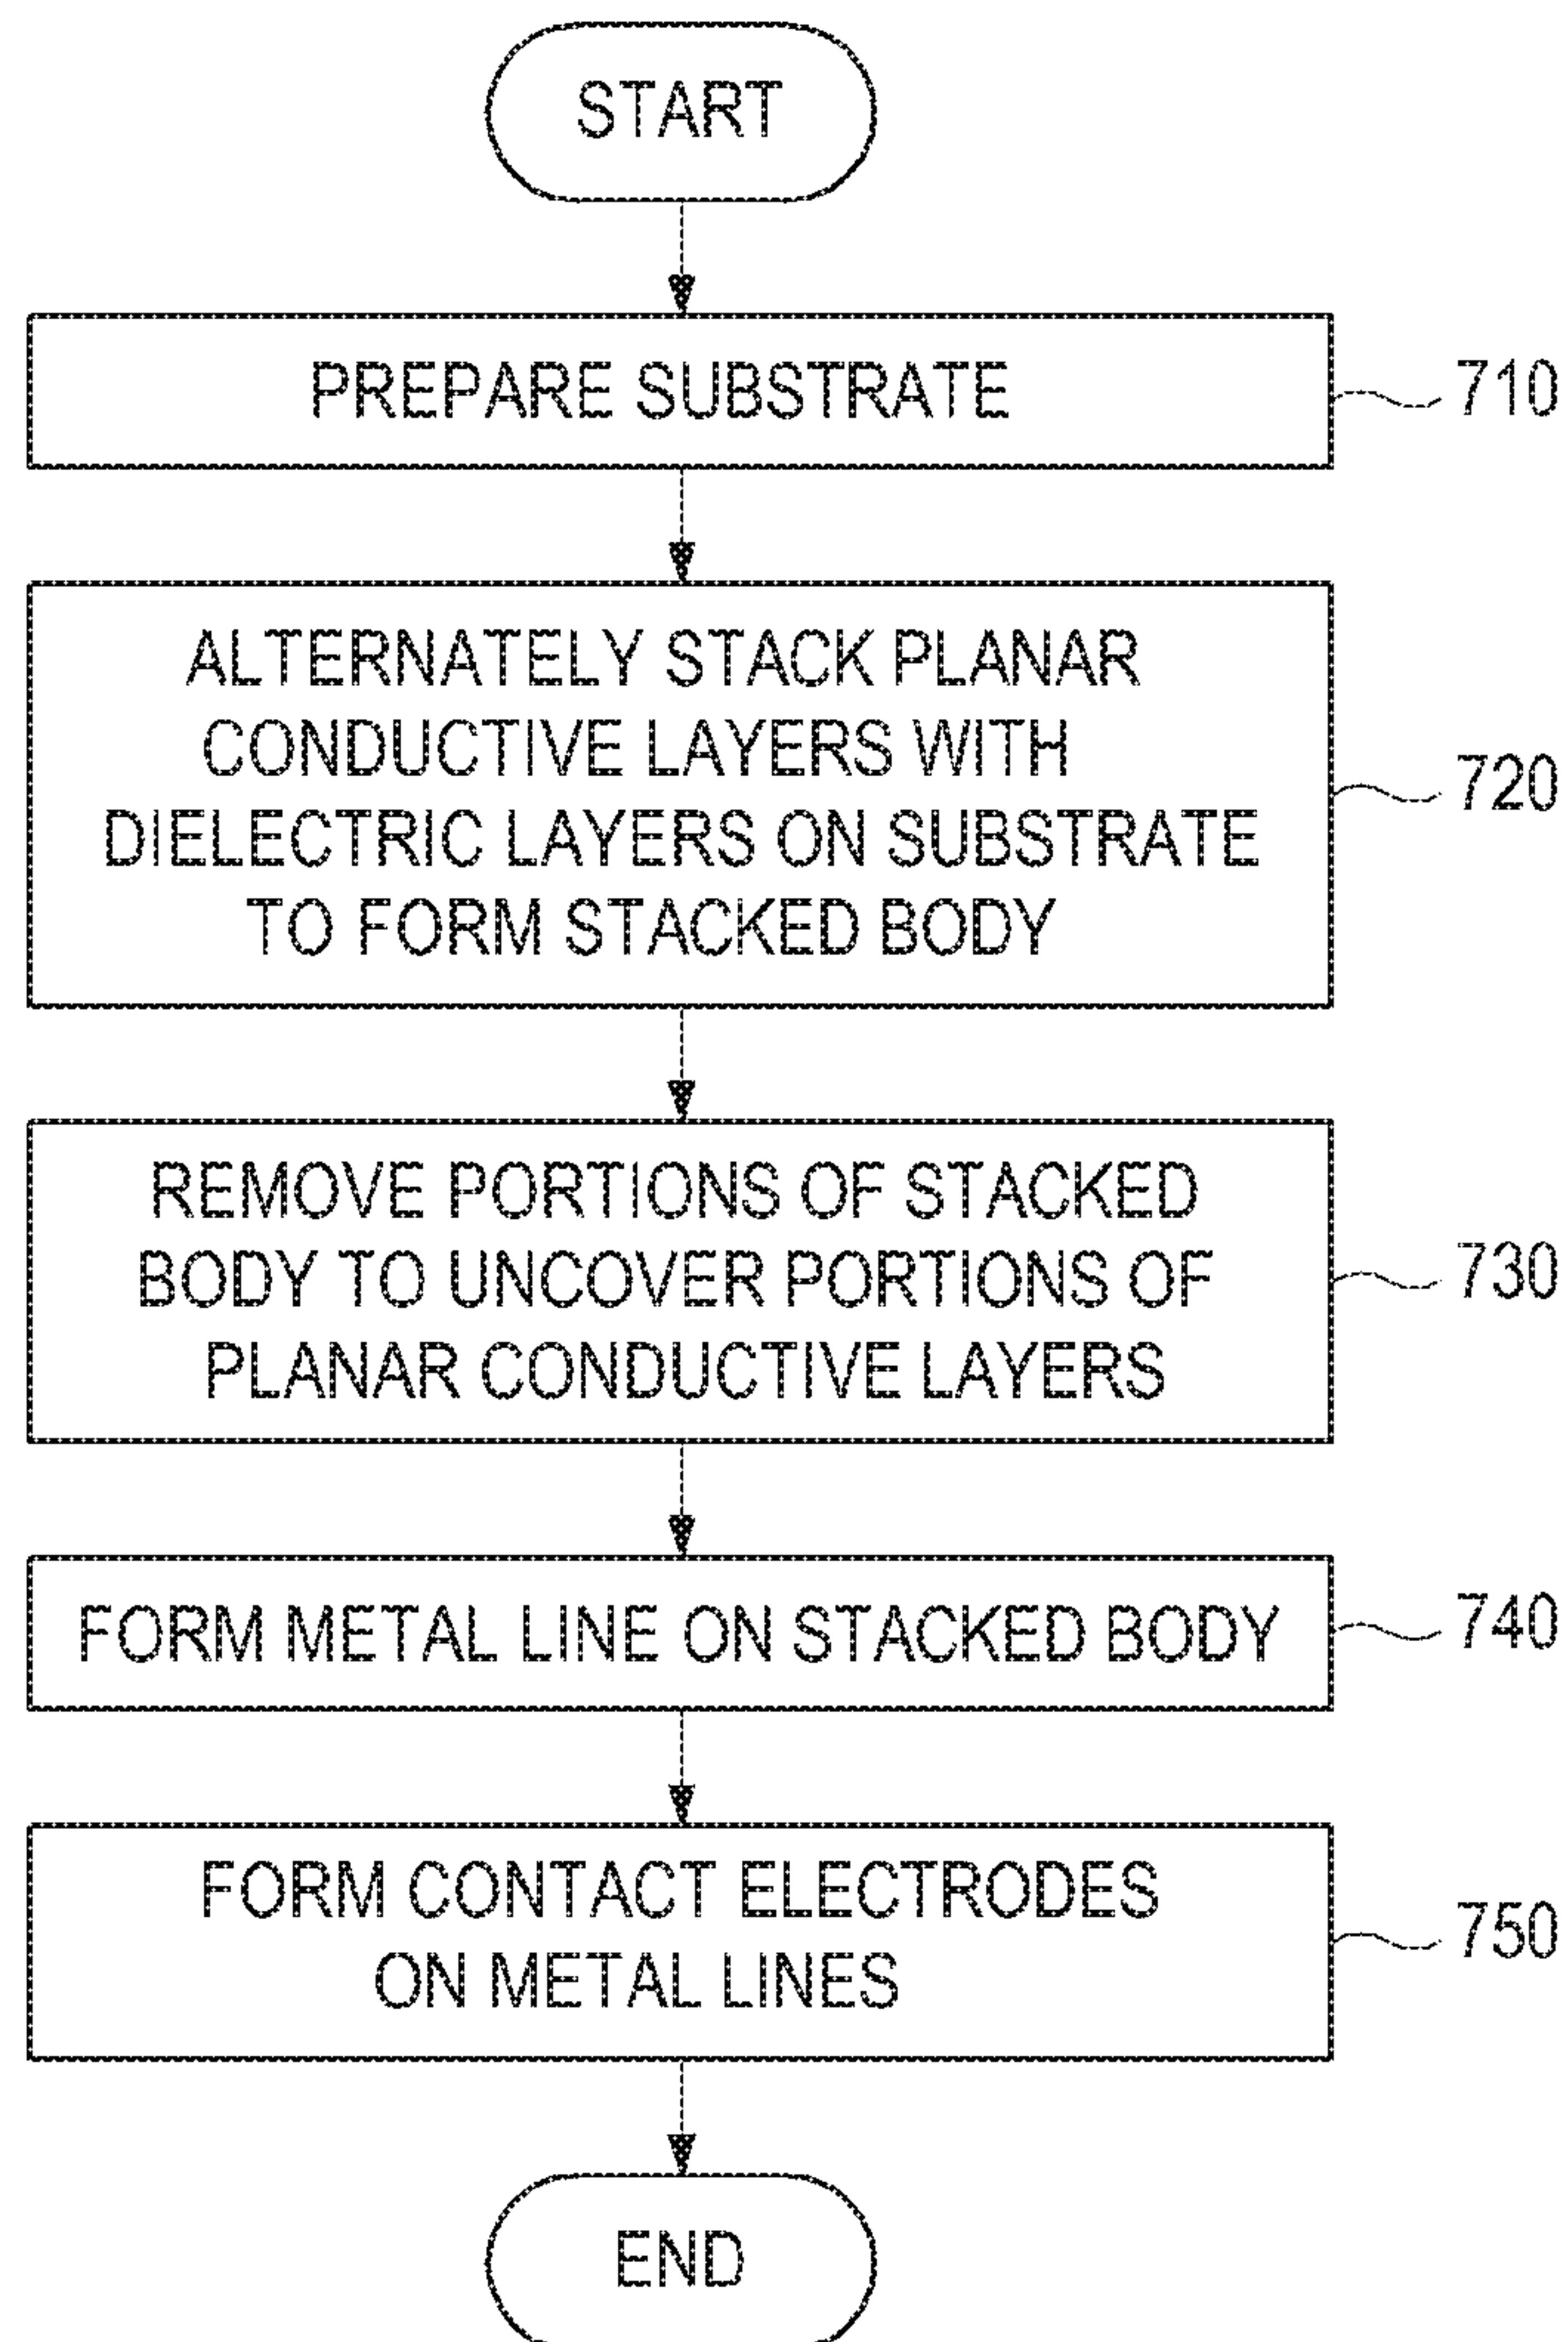 START
PREPARE SUBSTRATE
710
ALTERNATELY STACK PLANAR
CONDUCTIVE LAYERS WITH
DIELECTRIC LAYERS ON SUBSTRATE
TO FORM STACKED BODY
720
REMOVE PORTIONS OF STACKED
BODY TO UNCOVER PORTIONS OF
PLANAR CONDUCTIVE LAYERS
730
FORM METAL LINE ON STACKED BODY
740
FORM CONTACT ELECTRODES
ON METAL LINES
750
END